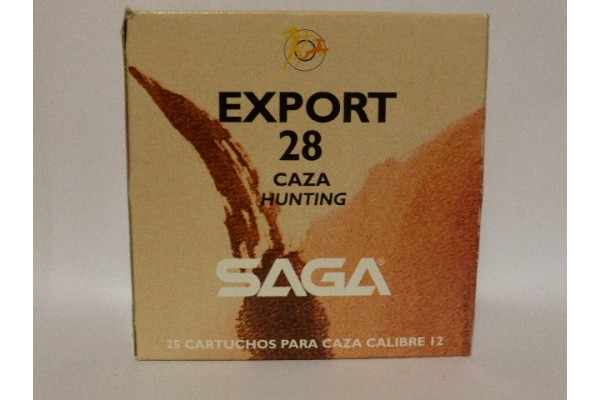 EXPORT
28
CAZA
HUNTING
SAGA
25 CARTUCHOS PARA CAZA CALIBRE 12